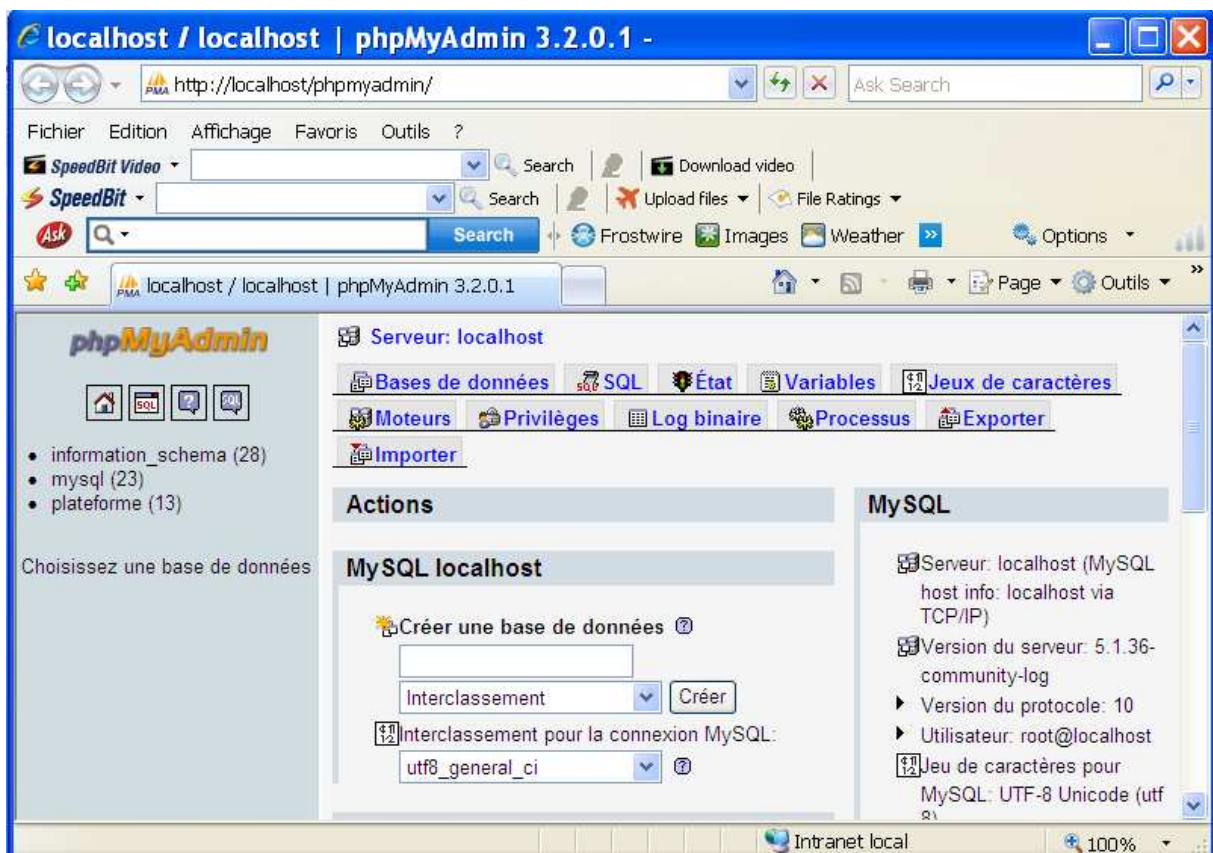 localhost / localhost | phpMyAdmin 3.2.0.1 -
http://localhost/phpmyadmin/
Ask Search
Fichier Edition Affichage Favoris Outils ?
SpeedBit Video Search Download video
SpeedBit Search Upload files File Ratings
Ask Search Frostwire Images Weather Options
localhost / localhost | phpMyAdmin 3.2.0.1 Page Outils
phpMyAdmin
SQL
information_schema (28)
mysql (23)
plateforme (13)
Choisissez une base de données
Serveur: localhost
Bases de données SQL État Variables Jeux de caractères
Moteurs Privilèges Log binaire Processus Exporter
Importer
Actions
MySQL localhost
Créer une base de données
Interclassement Créer
Interclassement pour la connexion MySQL:
utf8_general_ci
MySQL
Serveur: localhost (MySQL
host info: localhost via
TCP/IP)
Version du serveur: 5.1.36-
community-log
Version du protocole: 10
Utilisateur: root@localhost
Jeu de caractères pour
MySQL: UTF-8 Unicode (utf
8)
Intranet local 100%